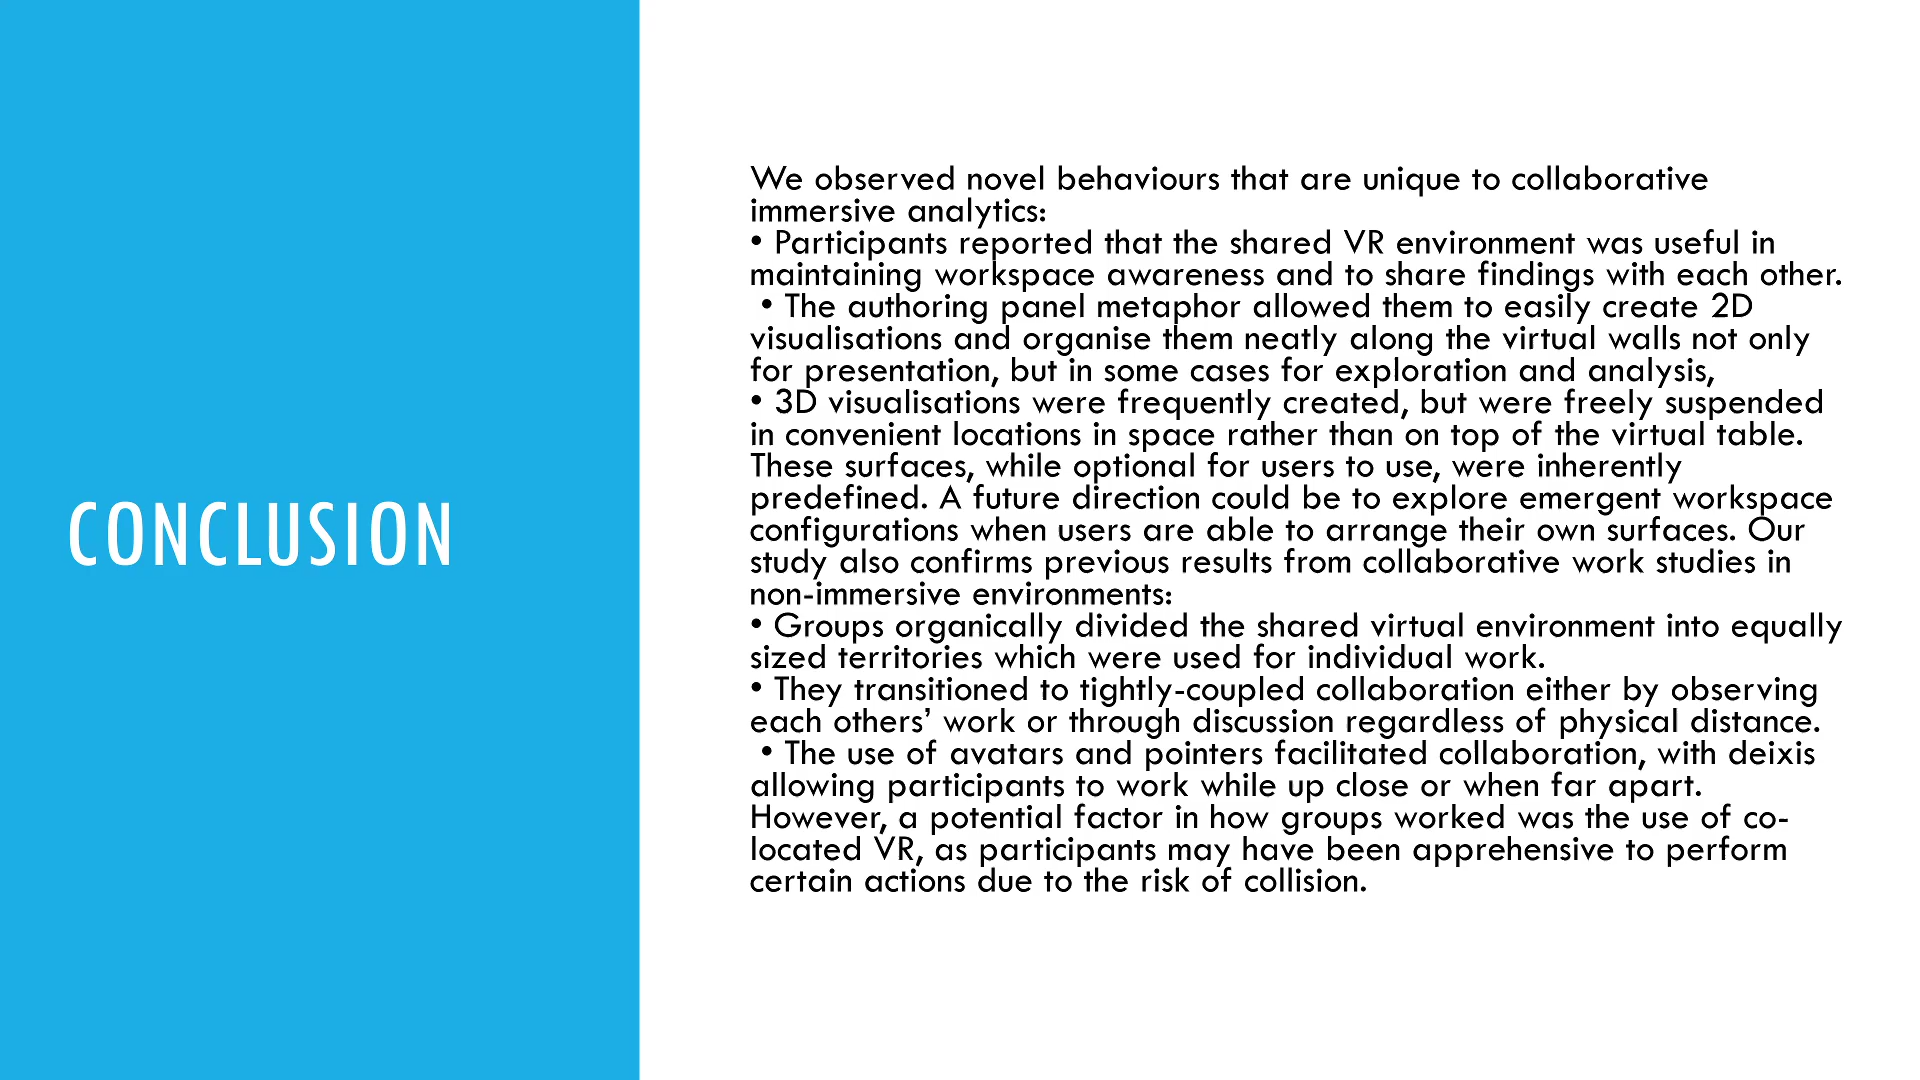 CONCLUSION
We observed novel behaviours that are unique to collaborative
immersive analytics:
• Participants reported that the shared VR environment was useful in
maintaining workspace awareness and to share findings with each other.
• The authoring panel metaphor allowed them to easily create 2D
visualisations and organise them neatly along the virtual walls not only
for presentation, but in some cases for exploration and analysis,
• 3D visualisations were frequently created, but were freely suspended
in convenient locations in space rather than on top of the virtual table.
These surfaces, while optional for users to use, were inherently
predefined. A future direction could be to explore emergent workspace
configurations when users are able to arrange their own surfaces. Our
study also confirms previous results from collaborative work studies in
non-immersive environments:
• Groups organically divided the shared virtual environment into equally
sized territories which were used for individual work.
• They transitioned to tightly-coupled collaboration either by observing
each others’ work or through discussion regardless of physical distance.
• The use of avatars and pointers facilitated collaboration, with deixis
allowing participants to work while up close or when far apart.
However, a potential factor in how groups worked was the use of co-
located VR, as participants may have been apprehensive to perform
certain actions due to the risk of collision.